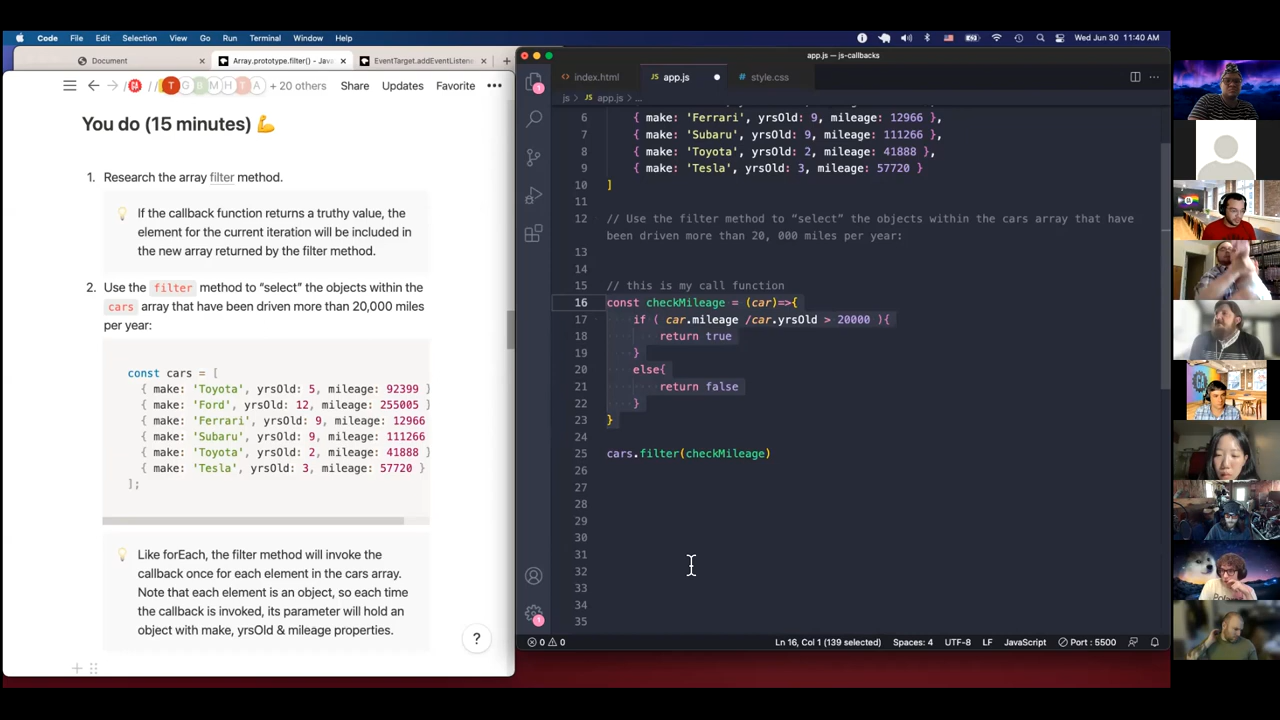 Code File Edit Selection View Go Run Terminal Window Help Wed Jun 30 11:40 AM
Document × Array.prototype.filter() - Java × EventTarget.addEventListene × +
/ // T G B M H T A + 20 others Share Updates Favorite •••
You do (15 minutes) 💪
1. Research the array filter method.
If the callback function returns a truthy value, the
element for the current iteration will be included in
the new array returned by the filter method.
2. Use the filter method to “select” the objects within the
cars array that have been driven more than 20,000 miles
per year:
const cars = [
{ make: 'Toyota', yrsOld: 5, mileage: 92399 }
{ make: 'Ford', yrsOld: 12, mileage: 255005 }
{ make: 'Ferrari', yrsOld: 9, mileage: 12966
{ make: 'Subaru', yrsOld: 9, mileage: 111266
{ make: 'Toyota', yrsOld: 2, mileage: 41888 }
{ make: 'Tesla', yrsOld: 3, mileage: 57720 }
];
Like forEach, the filter method will invoke the
callback once for each element in the cars array.
Note that each element is an object, so each time
the callback is invoked, its parameter will hold an
object with make, yrsOld & mileage properties.
?
app.js — js-callbacks
index.html app.js ● style.css
js > app.js > ...
6 { make: 'Ferrari', yrsOld: 9, mileage: 12966 },
7 { make: 'Subaru', yrsOld: 9, mileage: 111266 },
8 { make: 'Toyota', yrsOld: 2, mileage: 41888 },
9 { make: 'Tesla', yrsOld: 3, mileage: 57720 }
10 ]
11
12 // Use the filter method to “select” the objects within the cars array that have
been driven more than 20, 000 miles per year:
13
14
15 // this is my call function
16 const checkMileage = (car)=>{
17 if ( car.mileage /car.yrsOld > 20000 ){
18 return true
19 }
20 else{
21 return false
22 }
23 }
24
25 cars.filter(checkMileage)
26
27
28
29
30
31
32
33
34
35
0 0 Ln 16, Col 1 (139 selected) Spaces: 4 UTF-8 LF JavaScript Port : 5500